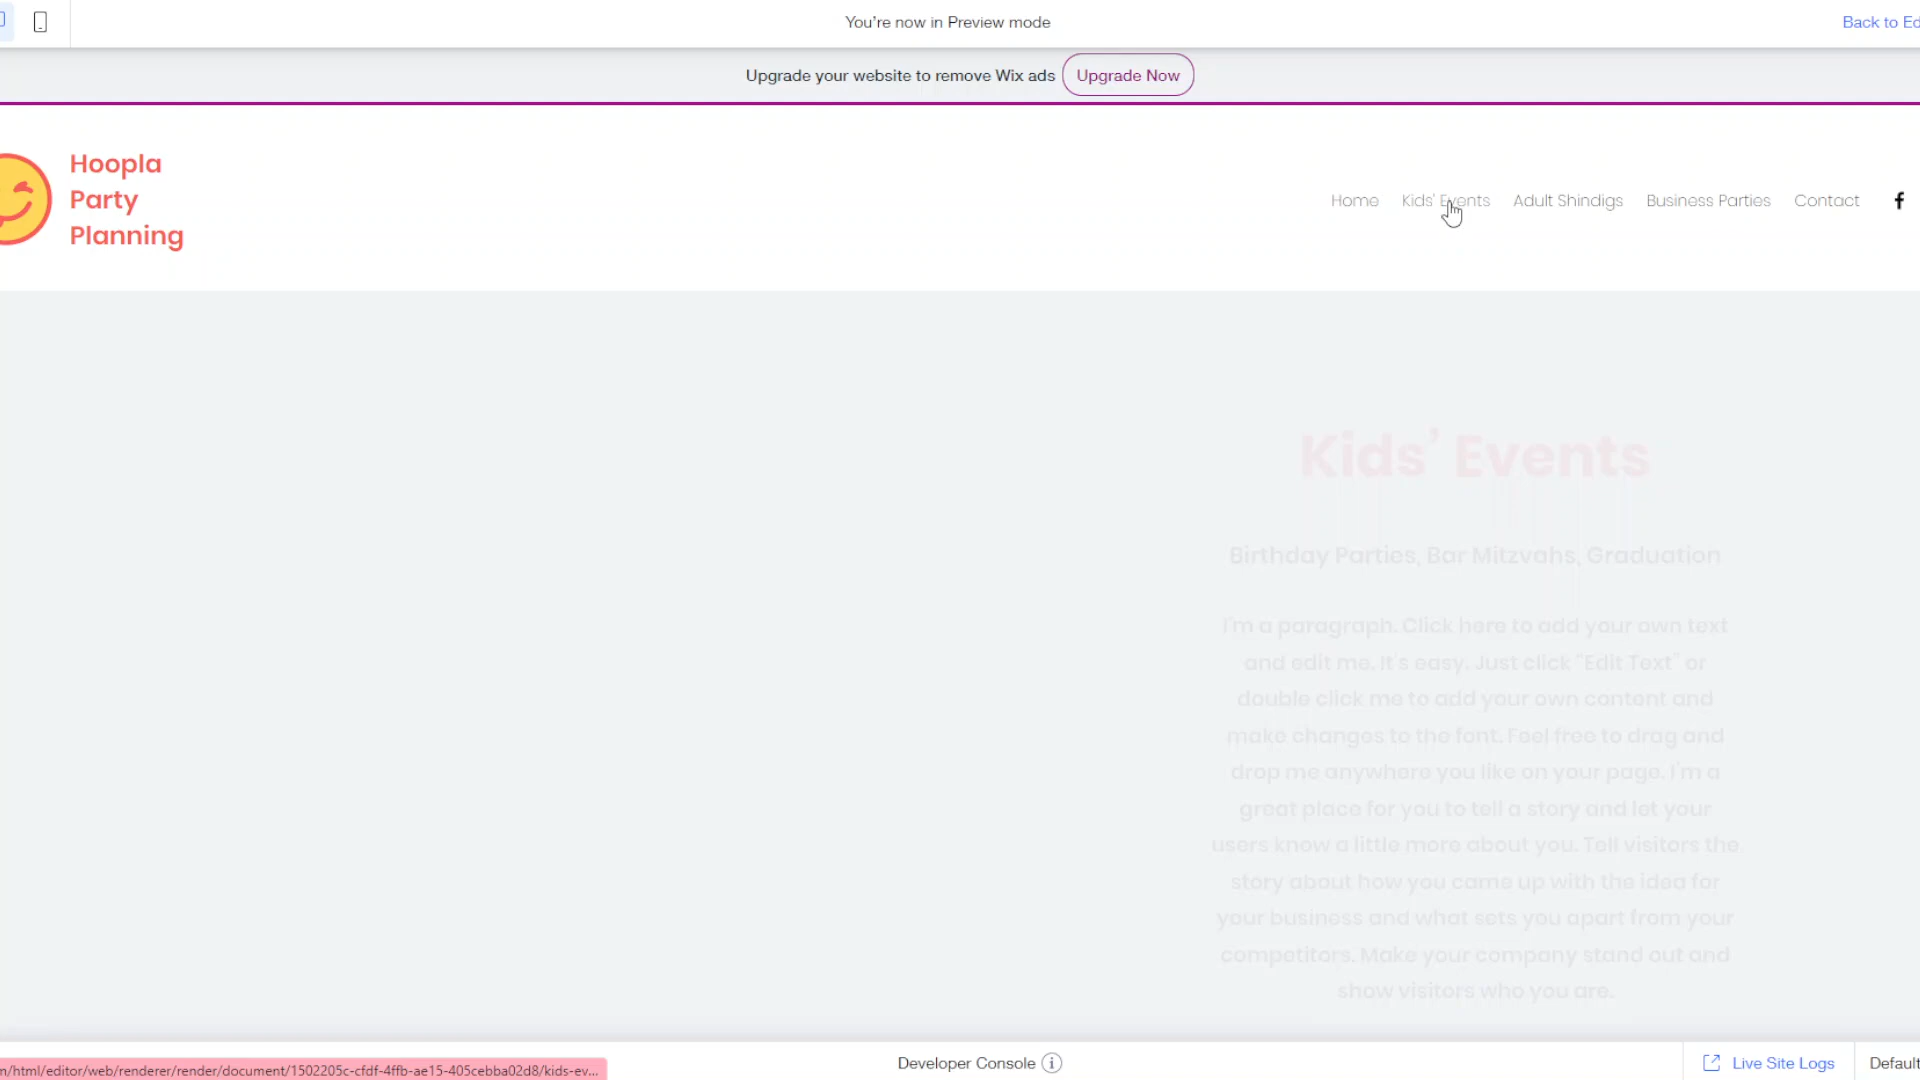 You're now in Preview mode
Back to Ed
Upgrade your website to remove Wix ads
Upgrade Now
Hoopla
Party
Planning
Home
Kids' Events
Adult Shindigs
Business Parties
Contact
Kids' Events
Birthday Parties, Bar Mitzvahs, Graduation
I'm a paragraph. Click here to add your own text
and edit me. It's easy. Just click "Edit Text" or
double click me to add your own content and
make changes to the font. Feel free to drag and
drop me anywhere you like on your page. I'm a
great place for you to tell a story and let your
users know a little more about you. Tell visitors the
story about how you came up with the idea for
your business and what sets you apart from your
competitors. Make your company stand out and
show visitors who you are.
m/html/editor/web/renderer/render/document/1502205c-cfdf-4ffb-ae15-405cebba02d8/kids-ev...
Developer Console
Live Site Logs
Default